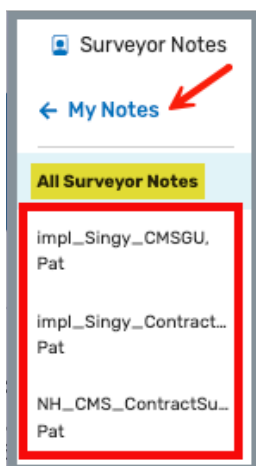 Surveyor Notes
← My Notes
All Surveyor Notes
impl_Singy_CMSGU,
Pat
impl_Singy_Contract...
Pat
NH_CMS_ContractSu...
Pat